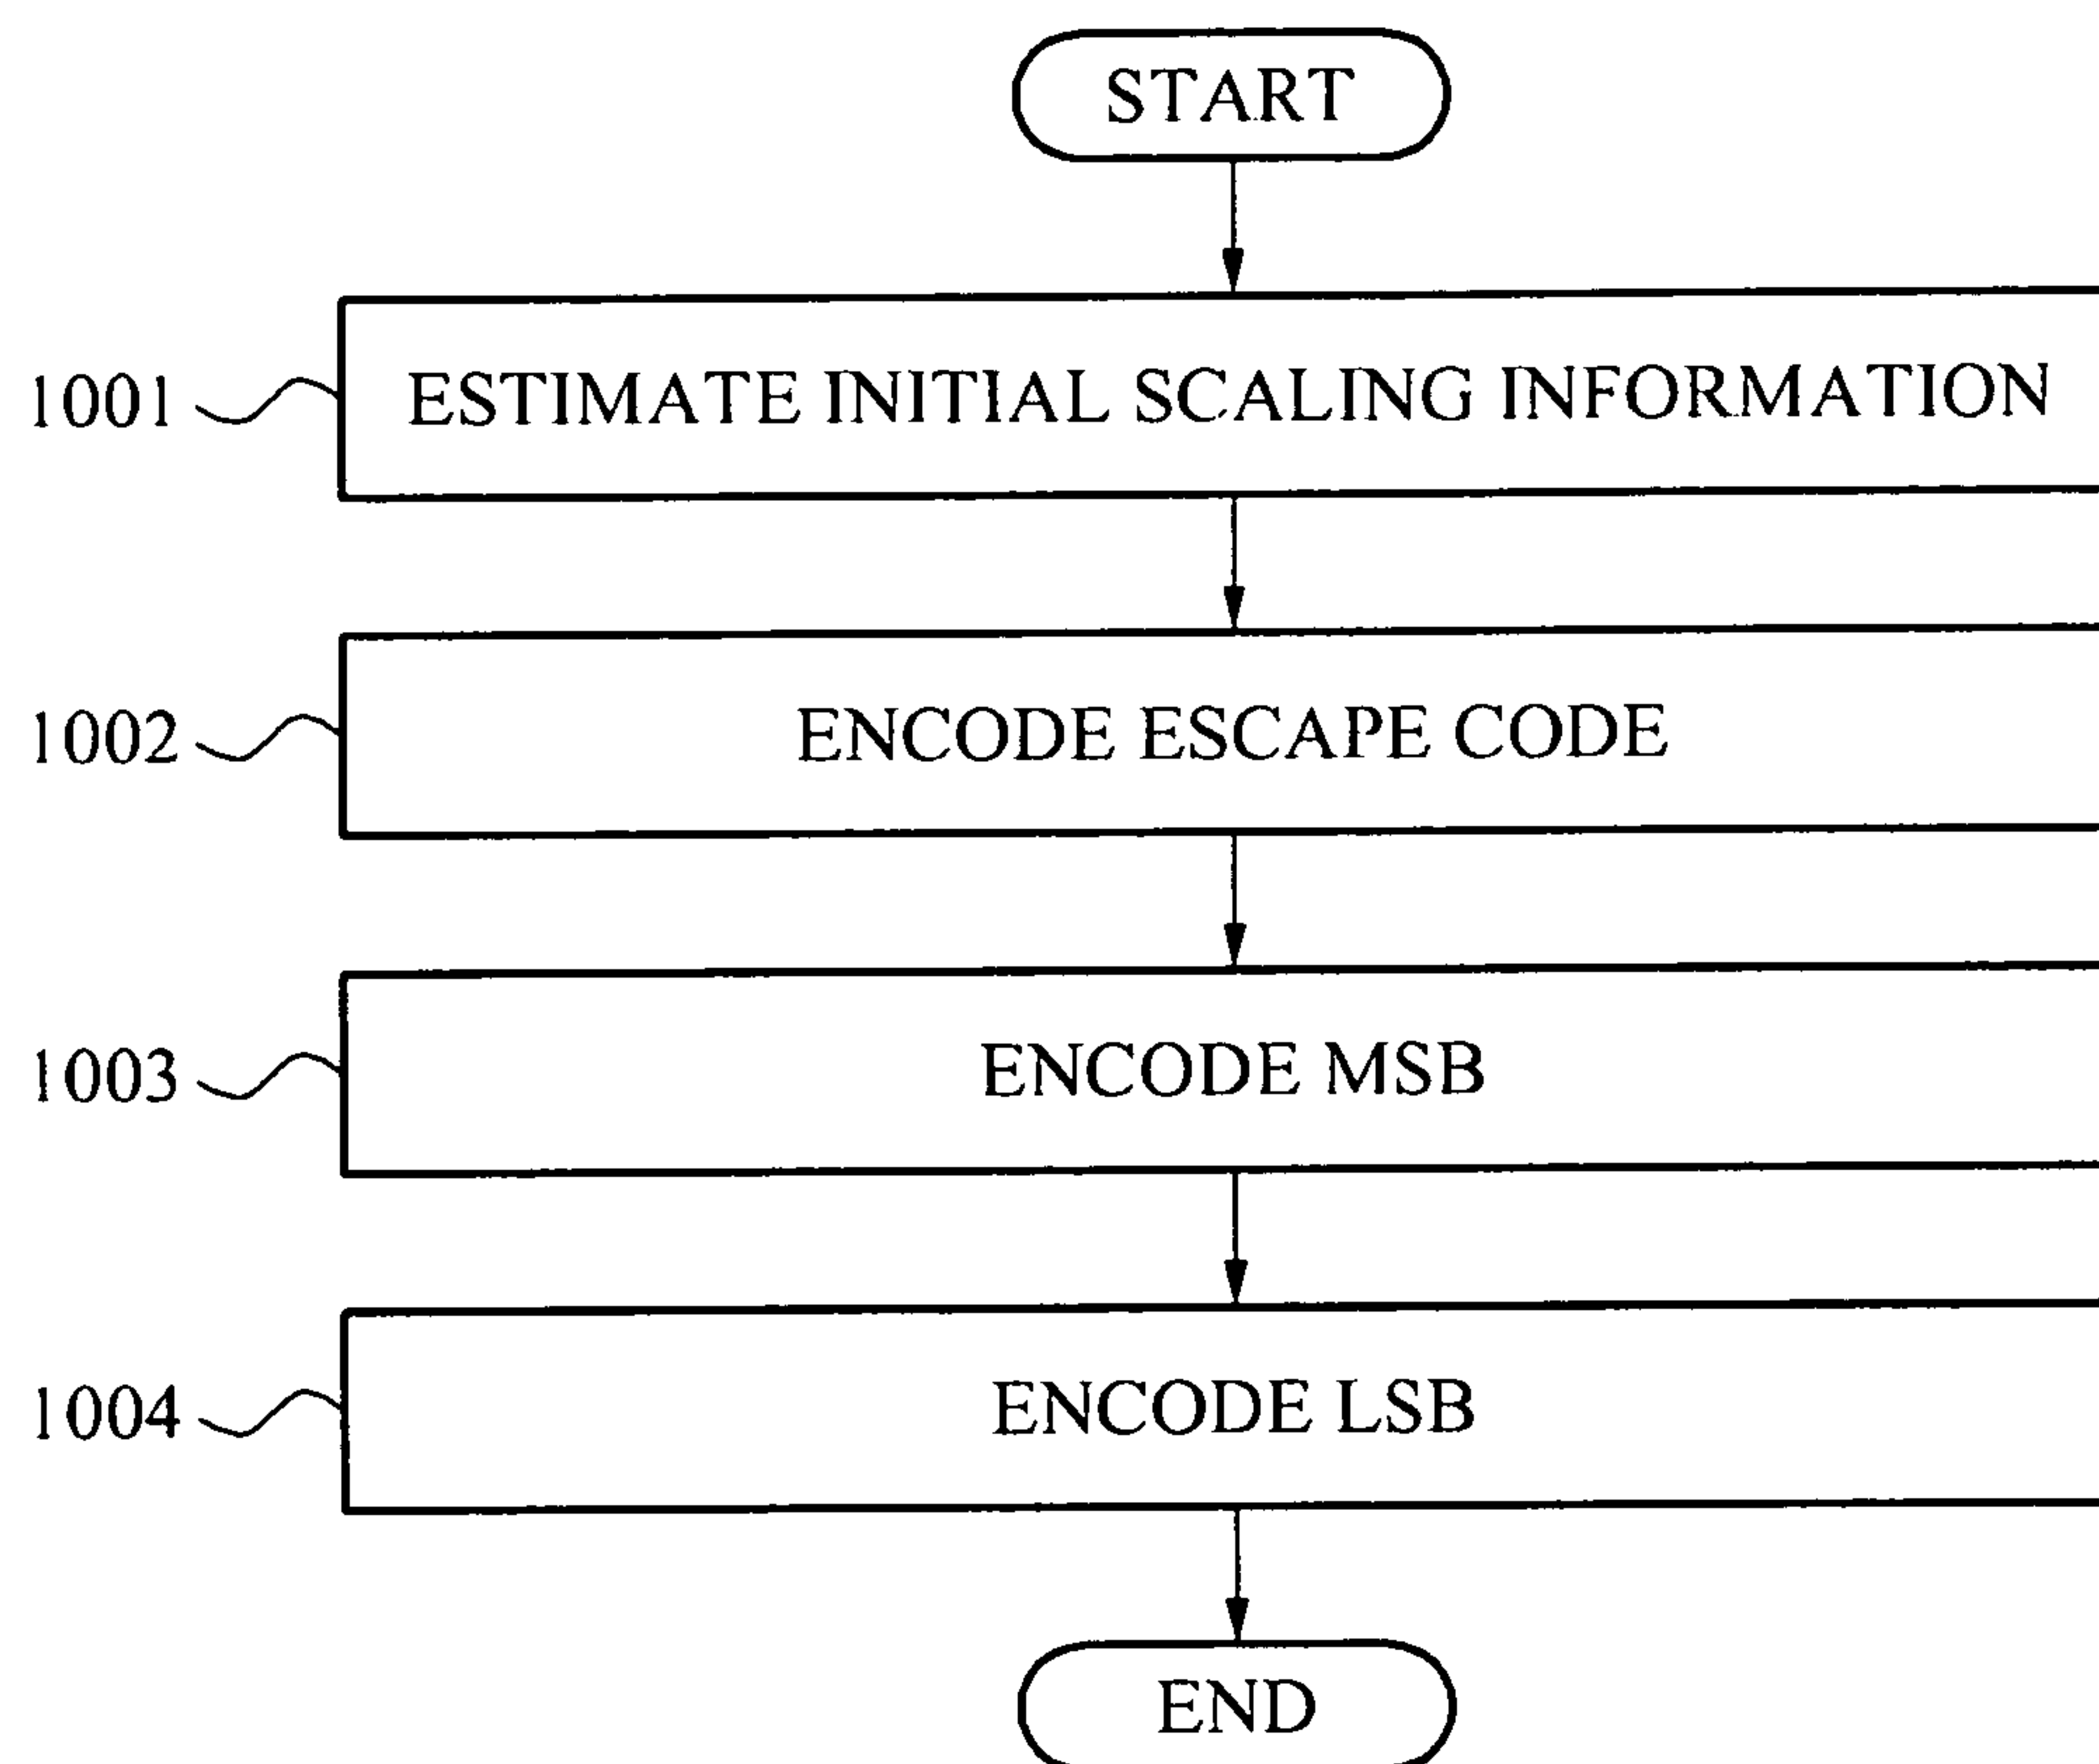 START
1001 ESTIMATE INITIAL SCALING INFORMATION
1002 ENCODE ESCAPE CODE
1003 ENCODE MSB
1004 ENCODE LSB
END